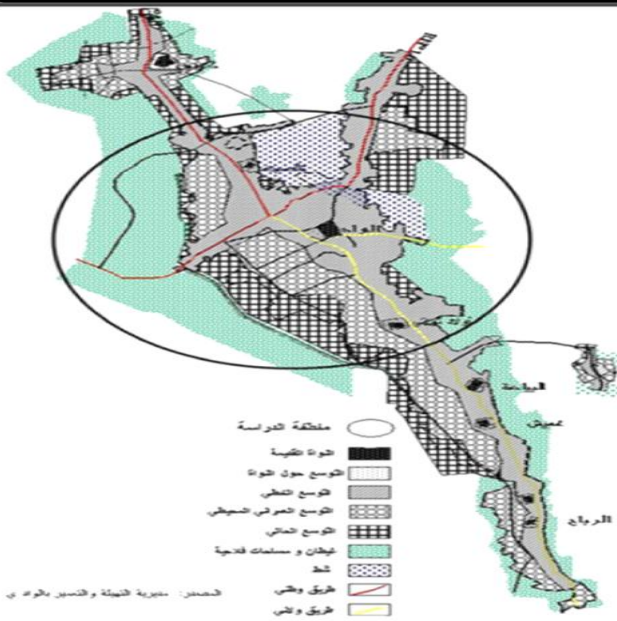 البياضة
الرباح
منطقة الدراسة
النواة القديمة
التوسع حول النواة
التوسع الخطي
التوسع العمراني المحيطي
التوسع الحالي
غيطان و مساحات فلاحية
شط
طريق وطني
طريق ولائي
المصدر: مديرية التهيئة والتعمير بالوادي